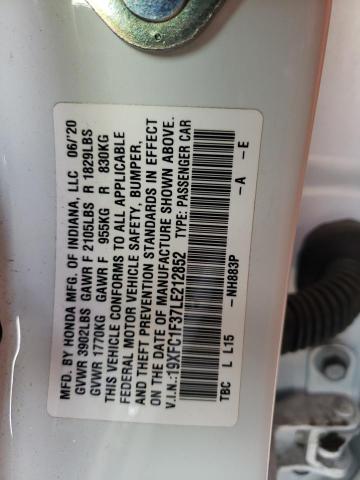 MFD. BY HONDA MFG. OF INDIANA, LLC 06/'20
GVWR 3902LBS GAWR F 2105LBS R 1829LBS
GVWR 1770KG GAWR F 955KG R 830KG
THIS VEHICLE CONFORMS TO ALL APPLICABLE
FEDERAL MOTOR VEHICLE SAFETY, BUMPER,
AND THEFT PREVENTION STANDARDS IN EFFECT
ON THE DATE OF MANUFACTURE SHOWN ABOVE.
V.I.N.:19XFC1F37LE212852 TYPE: PASSENGER CAR
-NH883P -A -E
TBC L L15